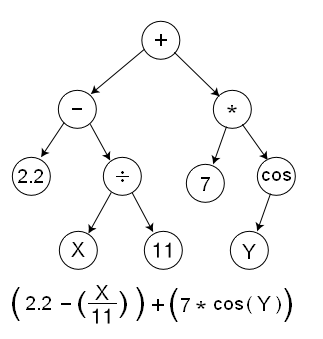 +
− *
2.2 ÷ 7 cos
X 11 Y
(2.2 − (X/11)) + (7 * cos(Y))